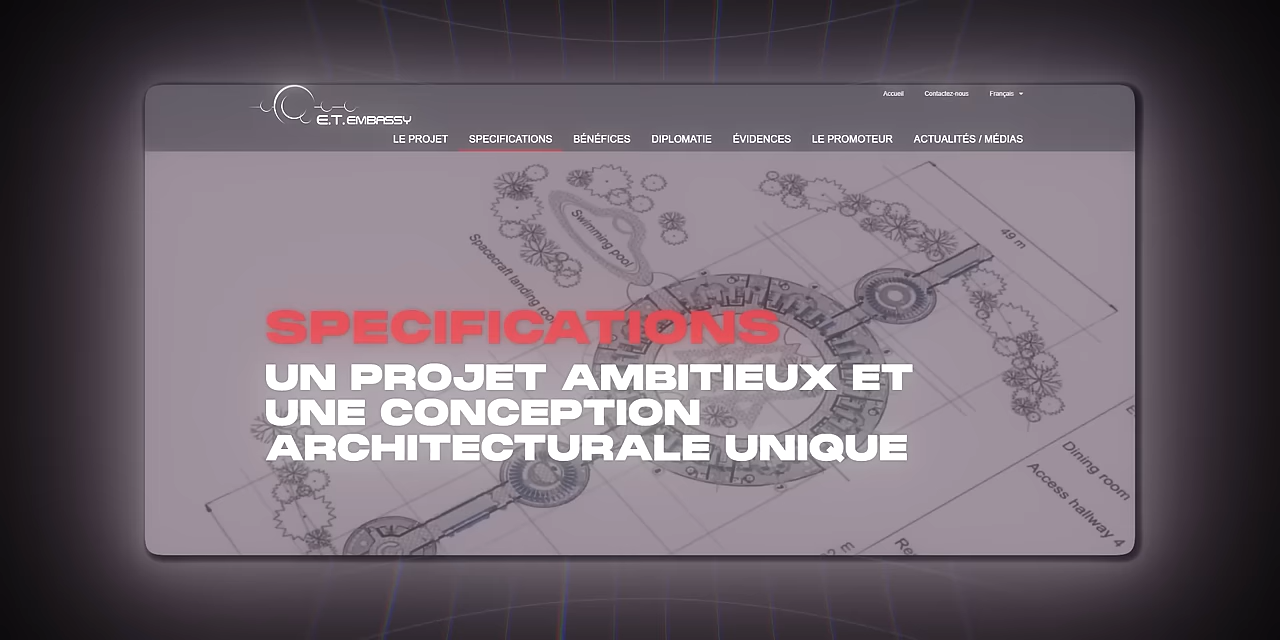 E.T. EMBASSY
Accueil Contactez-nous Français
LE PROJET SPECIFICATIONS BÉNÉFICES DIPLOMATIE ÉVIDENCES LE PROMOTEUR ACTUALITÉS / MÉDIAS
Swimming pool
49 m
Spacecraft landing
SPECIFICATIONS
UN PROJET AMBITIEUX ET
UNE CONCEPTION
ARCHITECTURALE UNIQUE
Dining room
Access hallway 4